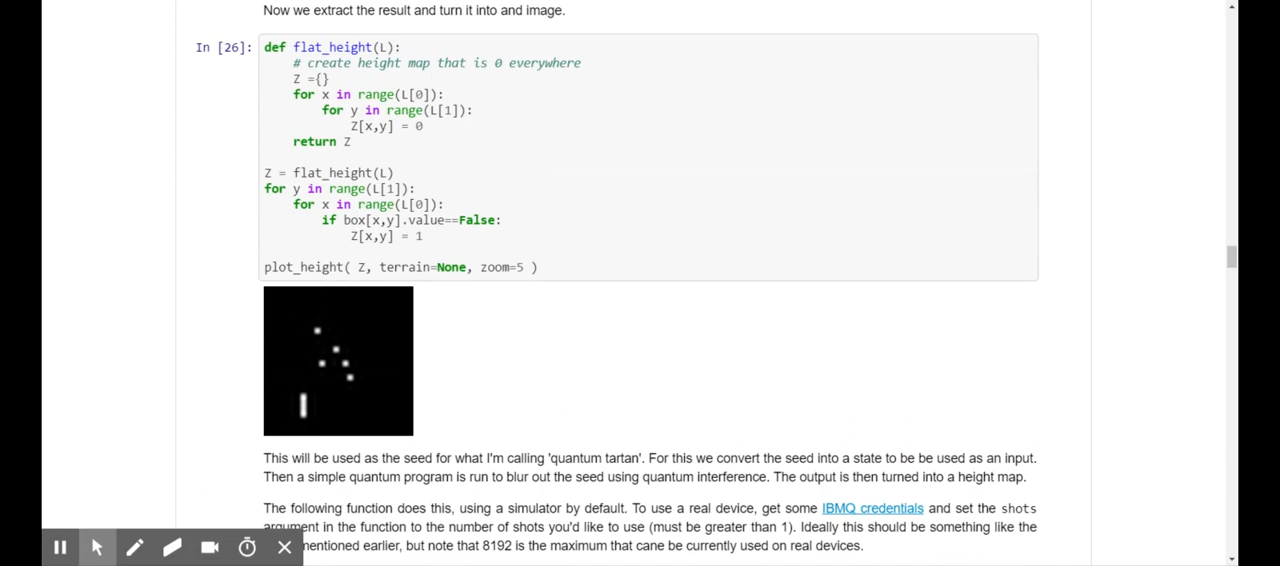 Now we extract the result and turn it into and image.
In [26]:
def flat_height(L):
    # create height map that is 0 everywhere
    Z ={}
    for x in range(L[0]):
        for y in range(L[1]):
            Z[x,y] = 0
    return Z
Z = flat_height(L)
for y in range(L[1]):
    for x in range(L[0]):
        if box[x,y].value==False:
            Z[x,y] = 1
plot_height( Z, terrain=None, zoom=5 )
This will be used as the seed for what I'm calling 'quantum tartan'. For this we convert the seed into a state to be be used as an input.
Then a simple quantum program is run to blur out the seed using quantum interference. The output is then turned into a height map.
The following function does this, using a simulator by default. To use a real device, get some IBMQ credentials and set the shots
argument in the function to the number of shots you'd like to use (must be greater than 1). Ideally this should be something like the
mentioned earlier, but note that 8192 is the maximum that cane be currently used on real devices.